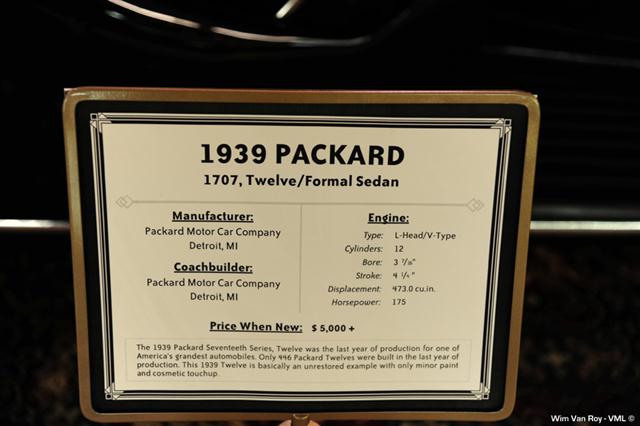 1939 PACKARD
1707, Twelve/Formal Sedan
Manufacturer:
Packard Motor Car Company
Detroit, MI
Coachbuilder:
Packard Motor Car Company
Detroit, MI
Engine:
Type: L-Head/V-Type
Cylinders: 12
Bore: 3 7/16"
Stroke: 4 1/4"
Displacement: 473.0 cu.in.
Horsepower: 175
Price When New: $ 5,000 +
The 1939 Packard Seventeeth Series, Twelve was the last year of production for one of
America's grandest automobiles. Only 446 Packard Twelves were built in the last year of
production. This 1939 Twelve is basically an unrestored example with only minor paint
and cosmetic touchup.
Wim Van Roy - VML ©